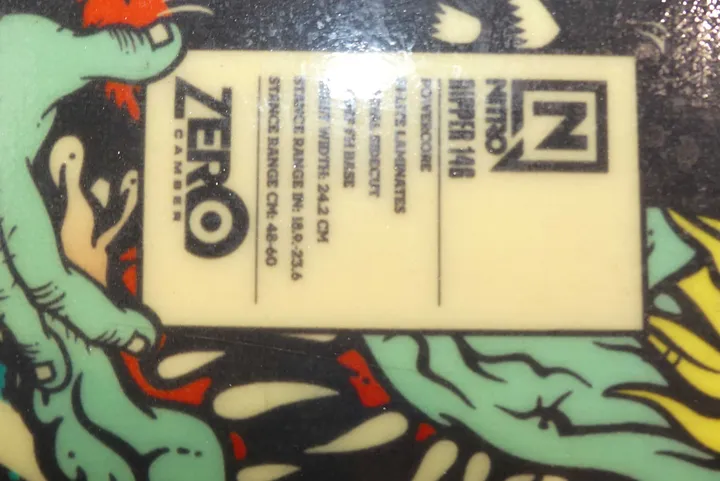 N
NITRO
RIPPER 146
POWERCORE
LAMINATES
SIDECUT
BASE
WIDTH: 24.2 CM
STANCE RANGE IN: 18.9-23.6
STANCE RANGE CM: 48-60
ZERO
CAMBER